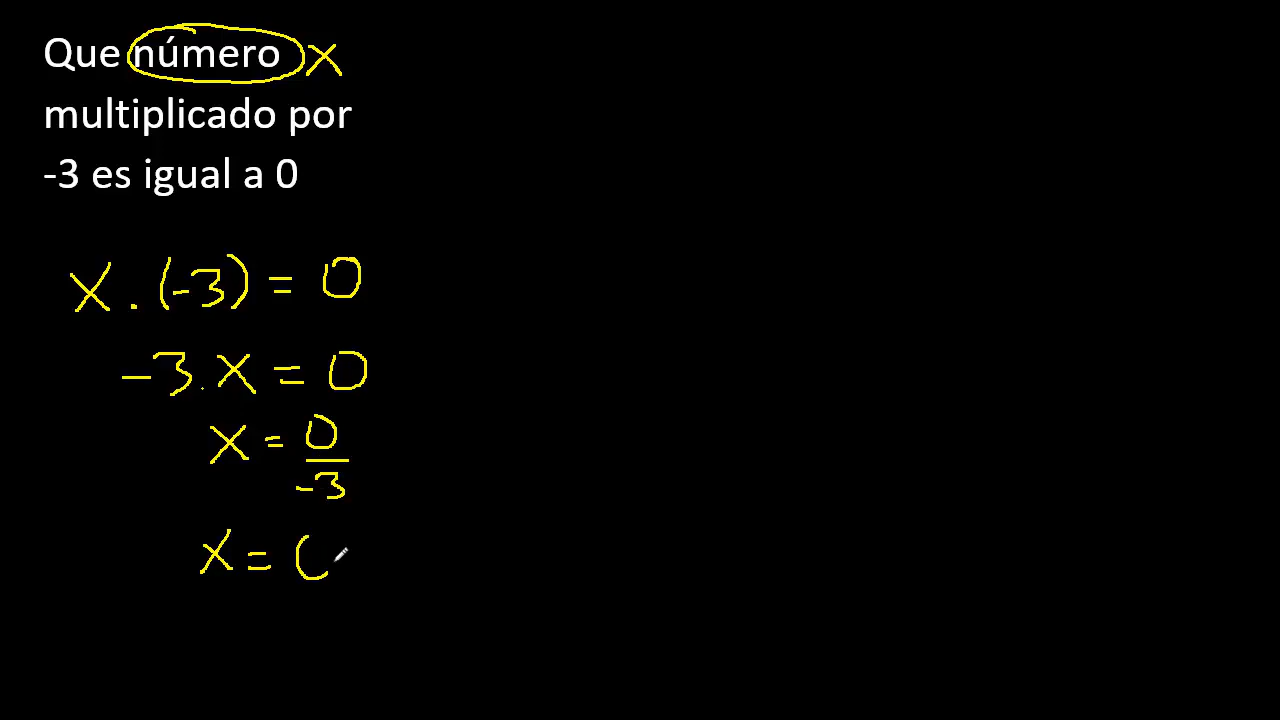 Que número x
multiplicado por
-3 es igual a 0
x . (-3) = 0
-3 . x = 0
x = 0/-3
x =